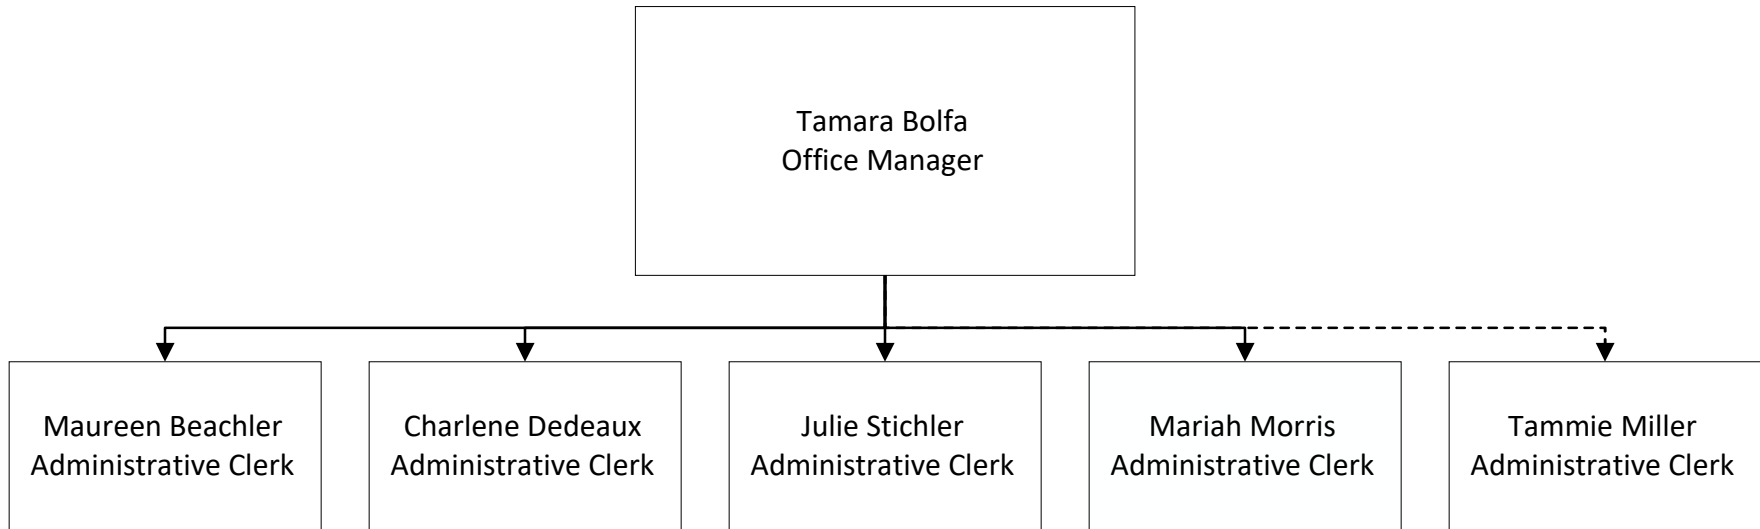 Tamara Bolfa
Office Manager
Maureen Beachler
Administrative Clerk
Charlene Dedeaux
Administrative Clerk
Julie Stichler
Administrative Clerk
Mariah Morris
Administrative Clerk
Tammie Miller
Administrative Clerk